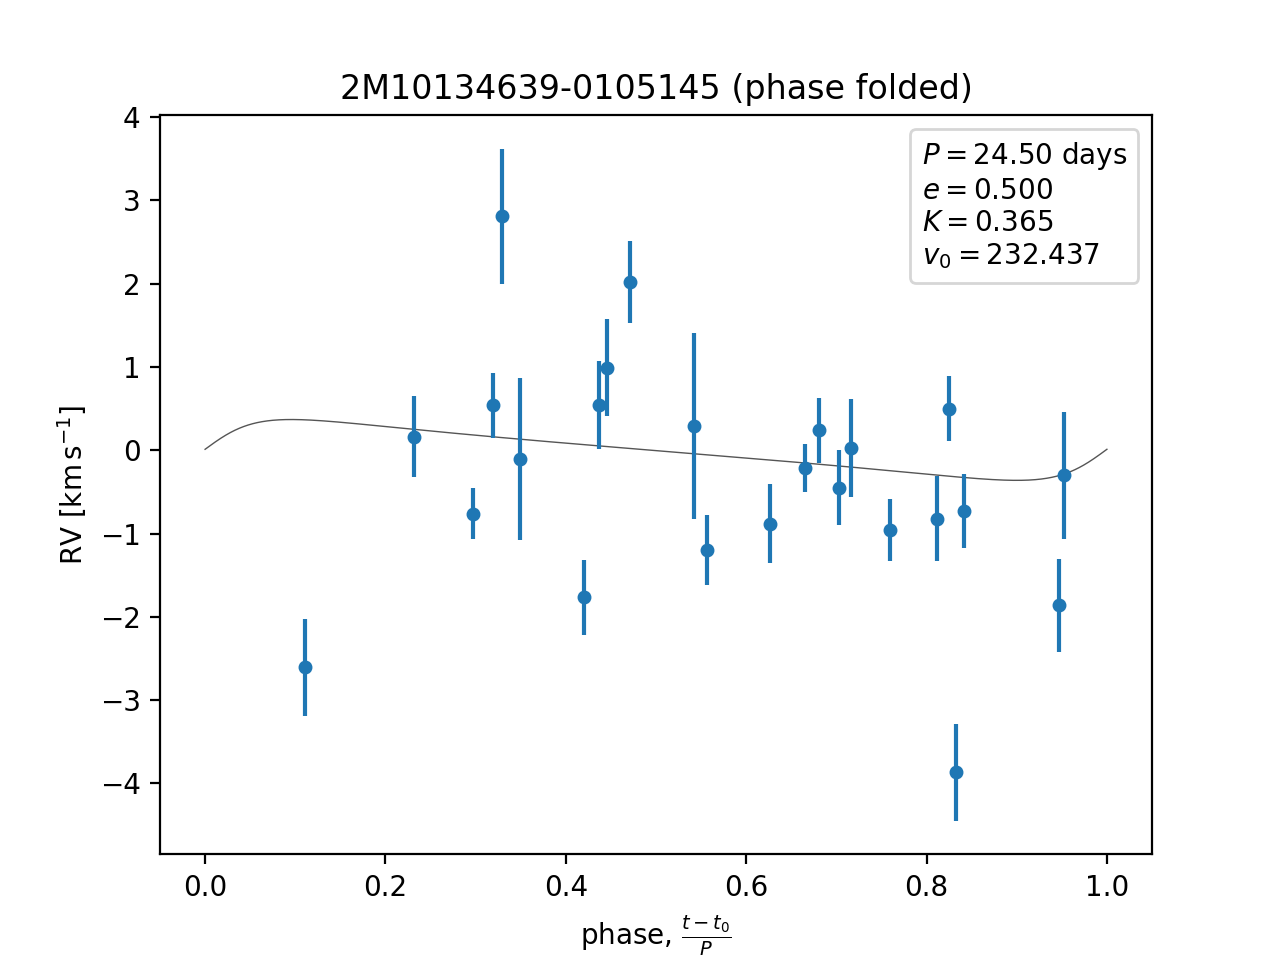 2M10134639-0105145 (phase folded)
P = 24.50 days
e = 0.500
K = 0.365
v₀ = 232.437
RV [km s⁻¹]
4
3
2
1
0
−1
−2
−3
−4
0.0 0.2 0.4 0.6 0.8 1.0
phase, (t − t₀)/P